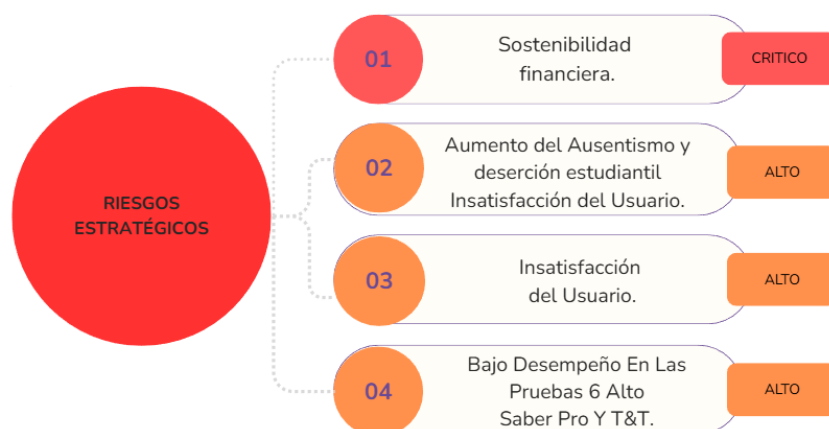 RIESGOS
ESTRATÉGICOS
01
Sostenibilidad
financiera.
CRITICO
02
Aumento del Ausentismo y
deserción estudiantil
Insatisfacción del Usuario.
ALTO
03
Insatisfacción
del Usuario.
ALTO
04
Bajo Desempeño En Las
Pruebas 6 Alto
Saber Pro Y T&T.
ALTO